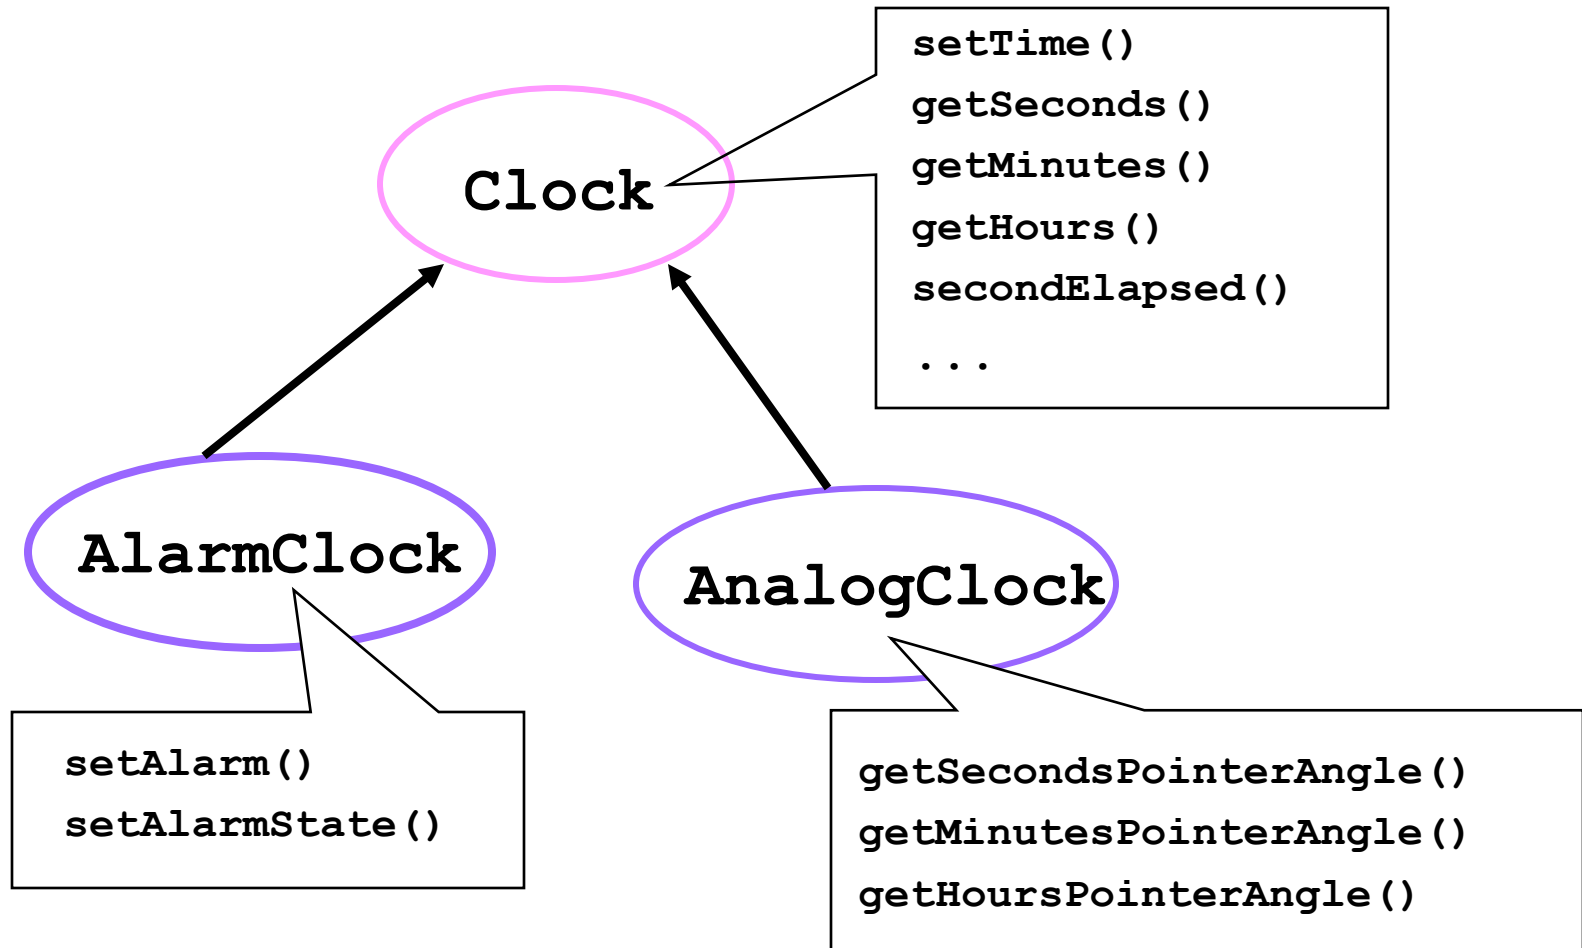 setTime()
getSeconds()
getMinutes()
getHours()
secondElapsed()
...
Clock
AlarmClock
AnalogClock
setAlarm()
setAlarmState()
getSecondsPointerAngle()
getMinutesPointerAngle()
getHoursPointerAngle()